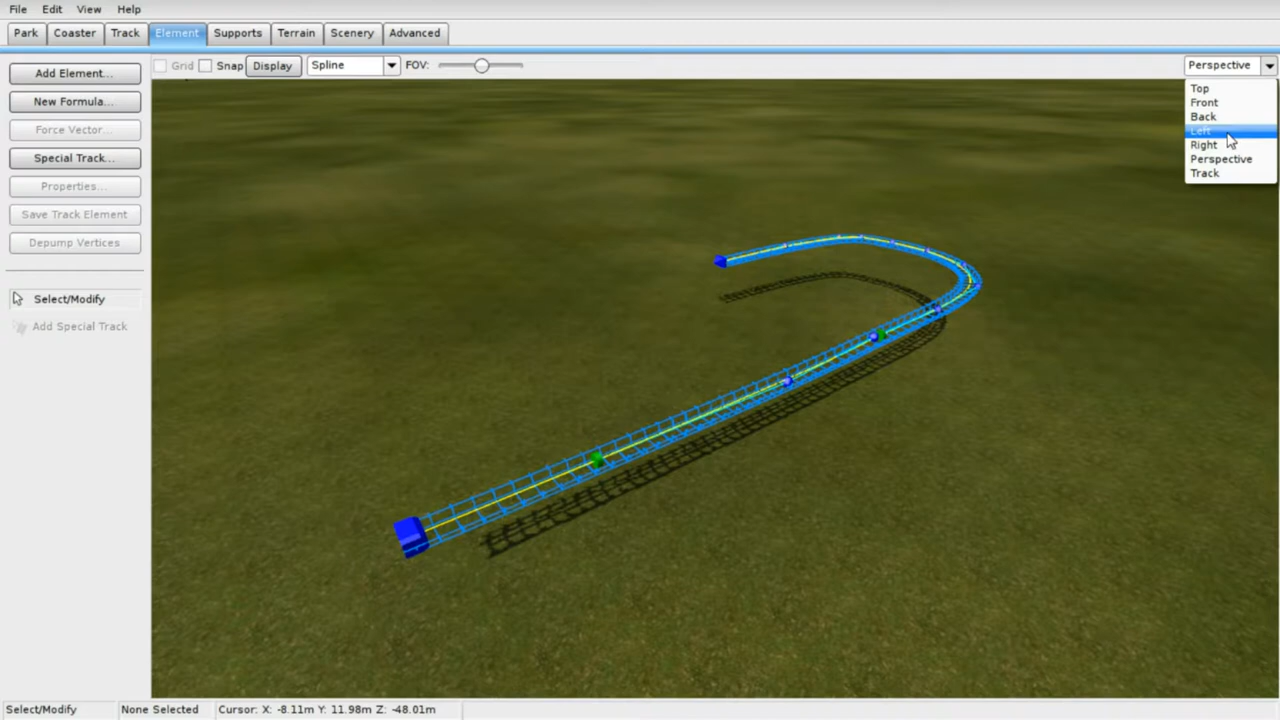 File Edit View Help
Park Coaster Track Element Supports Terrain Scenery Advanced
Grid Snap Display Spline FOV: Perspective
Add Element...
New Formula...
Force Vector...
Special Track...
Properties...
Save Track Element
Depump Vertices
Select/Modify
Add Special Track
Top
Front
Back
Left
Right
Perspective
Track
Select/Modify None Selected Cursor: X: -8.11m Y: 11.98m Z: -48.01m